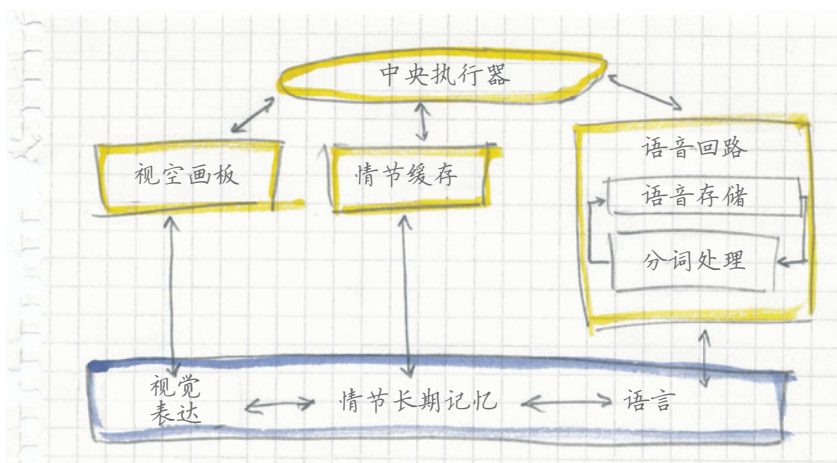 中央执行器
视空画板
情节缓存
语音回路
语音存储
分词处理
视觉
表达
情节长期记忆
语言